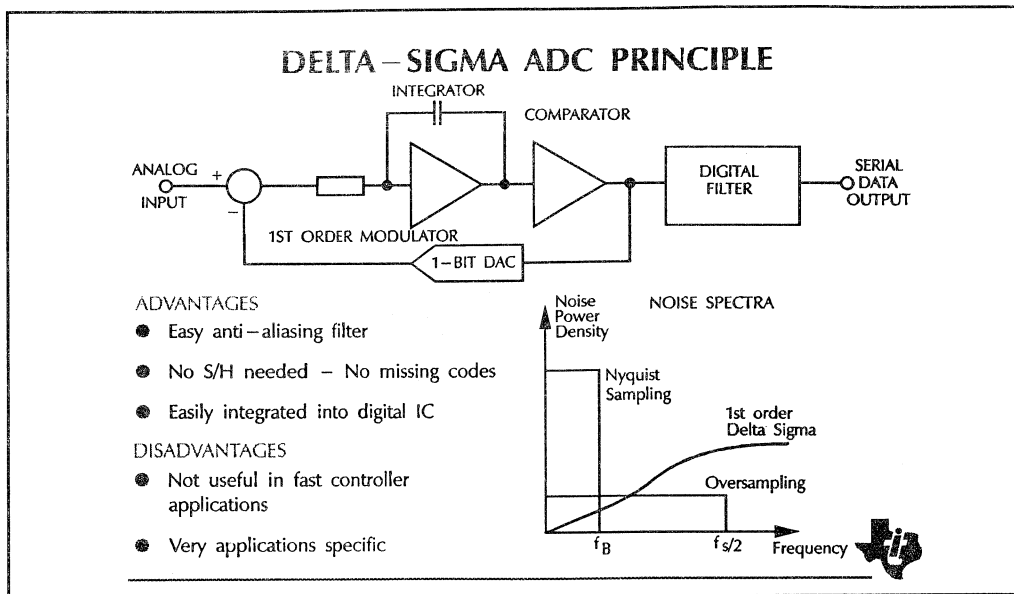 DELTA – SIGMA ADC PRINCIPLE
INTEGRATOR
COMPARATOR
ANALOG
INPUT
+
−
DIGITAL
FILTER
SERIAL
DATA
OUTPUT
1ST ORDER MODULATOR
1–BIT DAC
ADVANTAGES
● Easy anti–aliasing filter
● No S/H needed – No missing codes
● Easily integrated into digital IC
DISADVANTAGES
● Not useful in fast controller
applications
● Very applications specific
Noise
Power
Density
NOISE SPECTRA
Nyquist
Sampling
1st order
Delta Sigma
Oversampling
fB
fs/2
Frequency